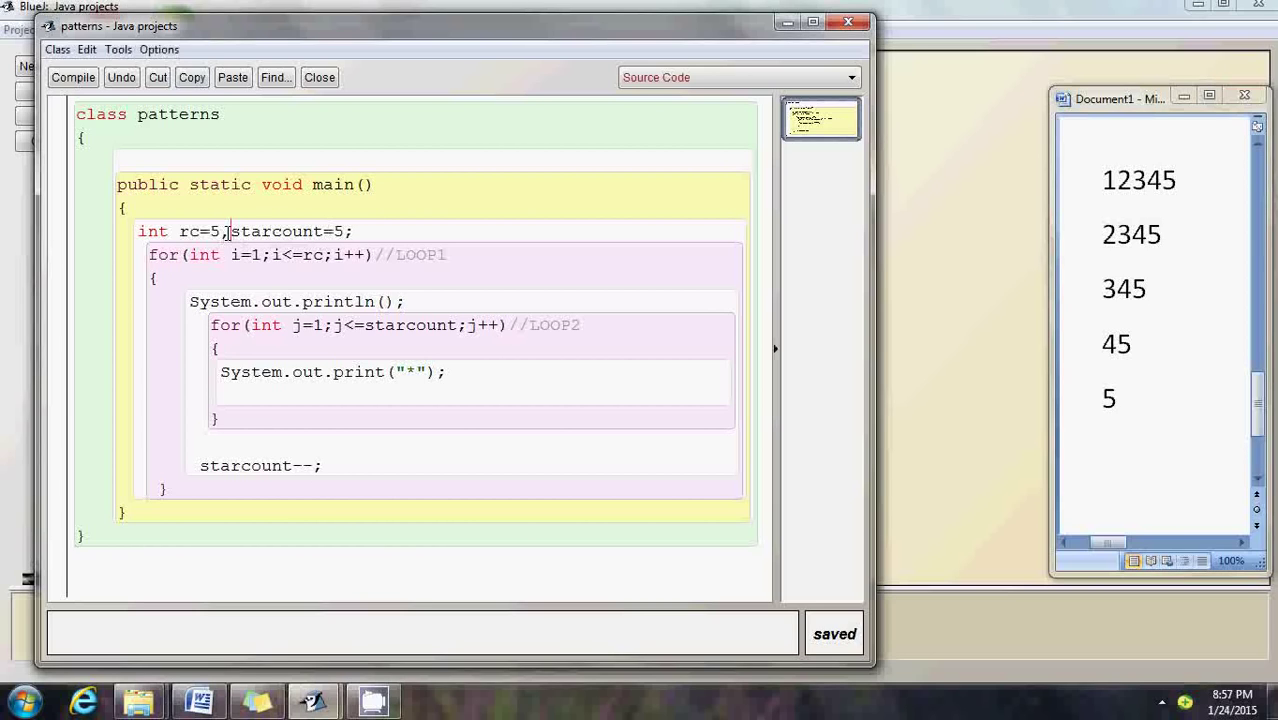 BlueJ: Java projects
Projec
patterns - Java projects
Class Edit Tools Options
Compile Undo Cut Copy Paste Find... Close Source Code
class patterns
{
public static void main()
{
int rc=5,starcount=5;
for(int i=1;i<=rc;i++)//LOOP1
{
System.out.println();
for(int j=1;j<=starcount;j++)//LOOP2
{
System.out.print("*");
}
starcount--;
}
}
}
saved
Document1 - Mi...
12345
2345
345
45
5
100%
8:57 PM
1/24/2015